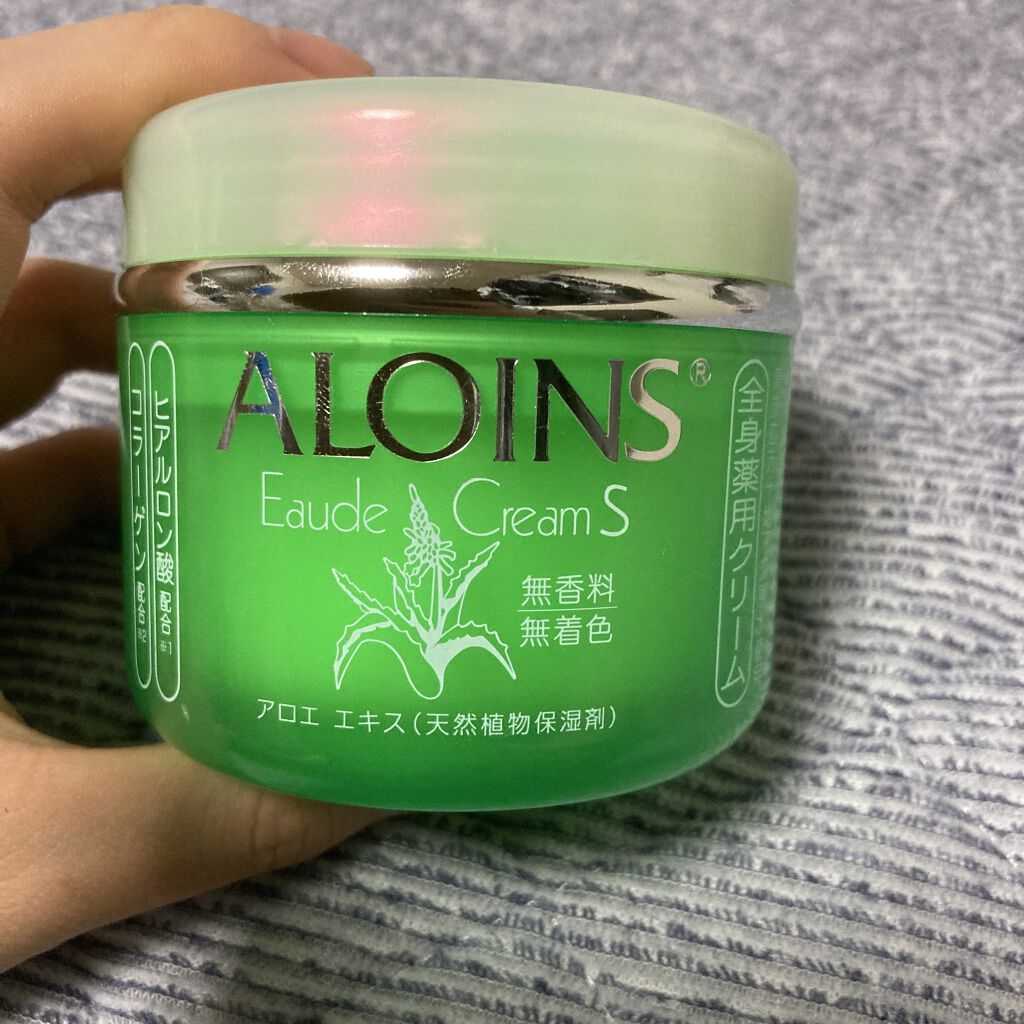 ALOINS®
Eaude Cream S
無香料
無着色
アロエ エキス(天然植物保湿剤)
ヒアルロン酸 配合 ※1
コラーゲン 配合 ※2
全身薬用クリーム